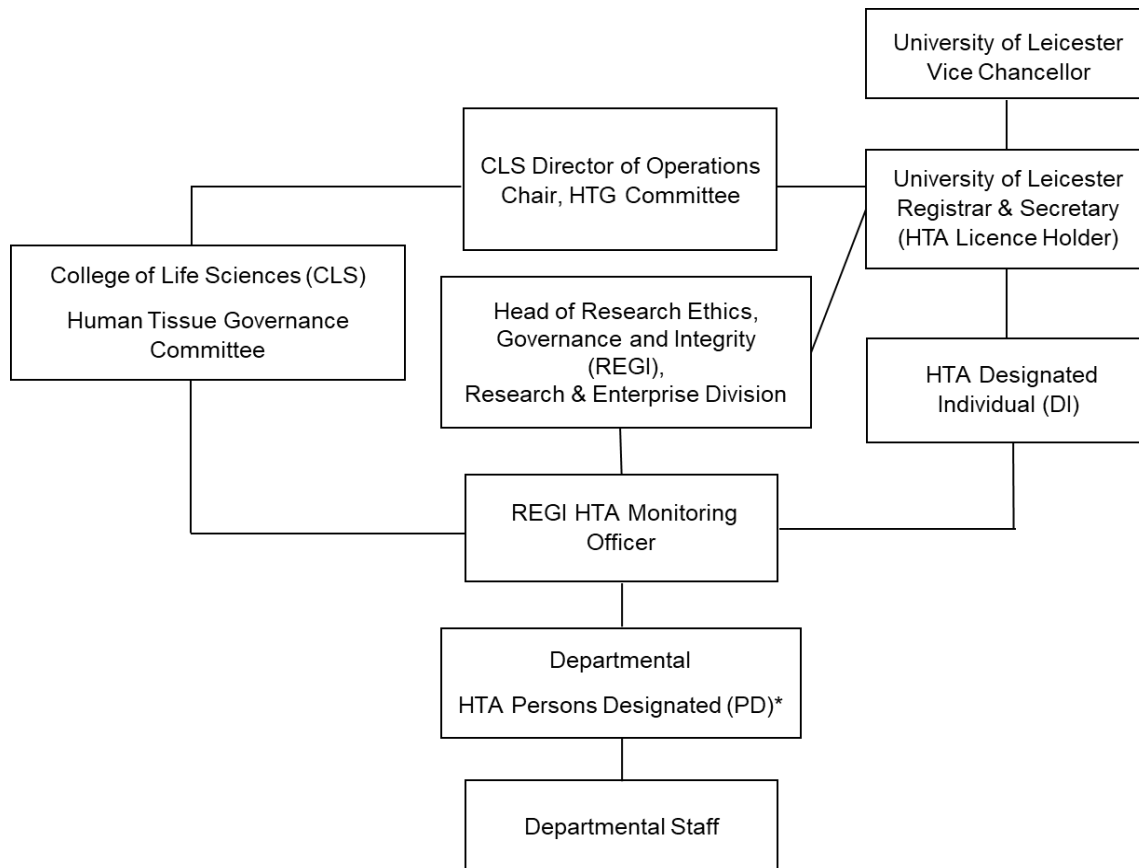 University of Leicester
Vice Chancellor
CLS Director of Operations
Chair, HTG Committee
University of Leicester
Registrar & Secretary
(HTA Licence Holder)
College of Life Sciences (CLS)
Human Tissue Governance
Committee
Head of Research Ethics,
Governance and Integrity
(REGI),
Research & Enterprise Division
HTA Designated
Individual (DI)
REGI HTA Monitoring
Officer
Departmental
HTA Persons Designated (PD)*
Departmental Staff